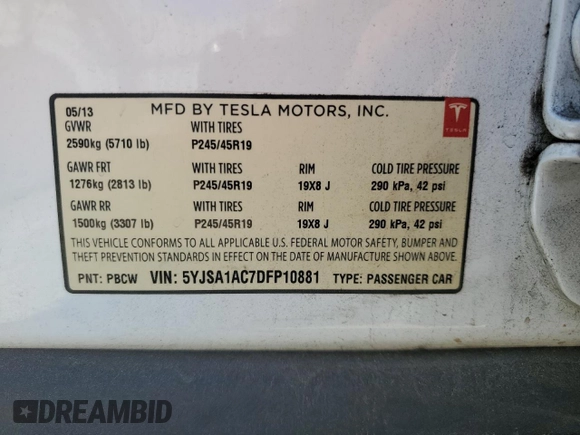 05/13 MFD BY TESLA MOTORS, INC.
TESLA
GVWR WITH TIRES
2590kg (5710 lb) P245/45R19
GAWR FRT WITH TIRES RIM COLD TIRE PRESSURE
1276kg (2813 lb) P245/45R19 19X8 J 290 kPa, 42 psi
GAWR RR WITH TIRES RIM COLD TIRE PRESSURE
1500kg (3307 lb) P245/45R19 19X8 J 290 kPa, 42 psi
THIS VEHICLE CONFORMS TO ALL APPLICABLE U.S. FEDERAL MOTOR SAFETY, BUMPER AND
THEFT PREVENTION STANDARDS IN EFFECT ON THE DATE OF MANUFACTURE SHOWN ABOVE.
PNT: PBCW VIN: 5YJSA1AC7DFP10881 TYPE: PASSENGER CAR
DREAMBID